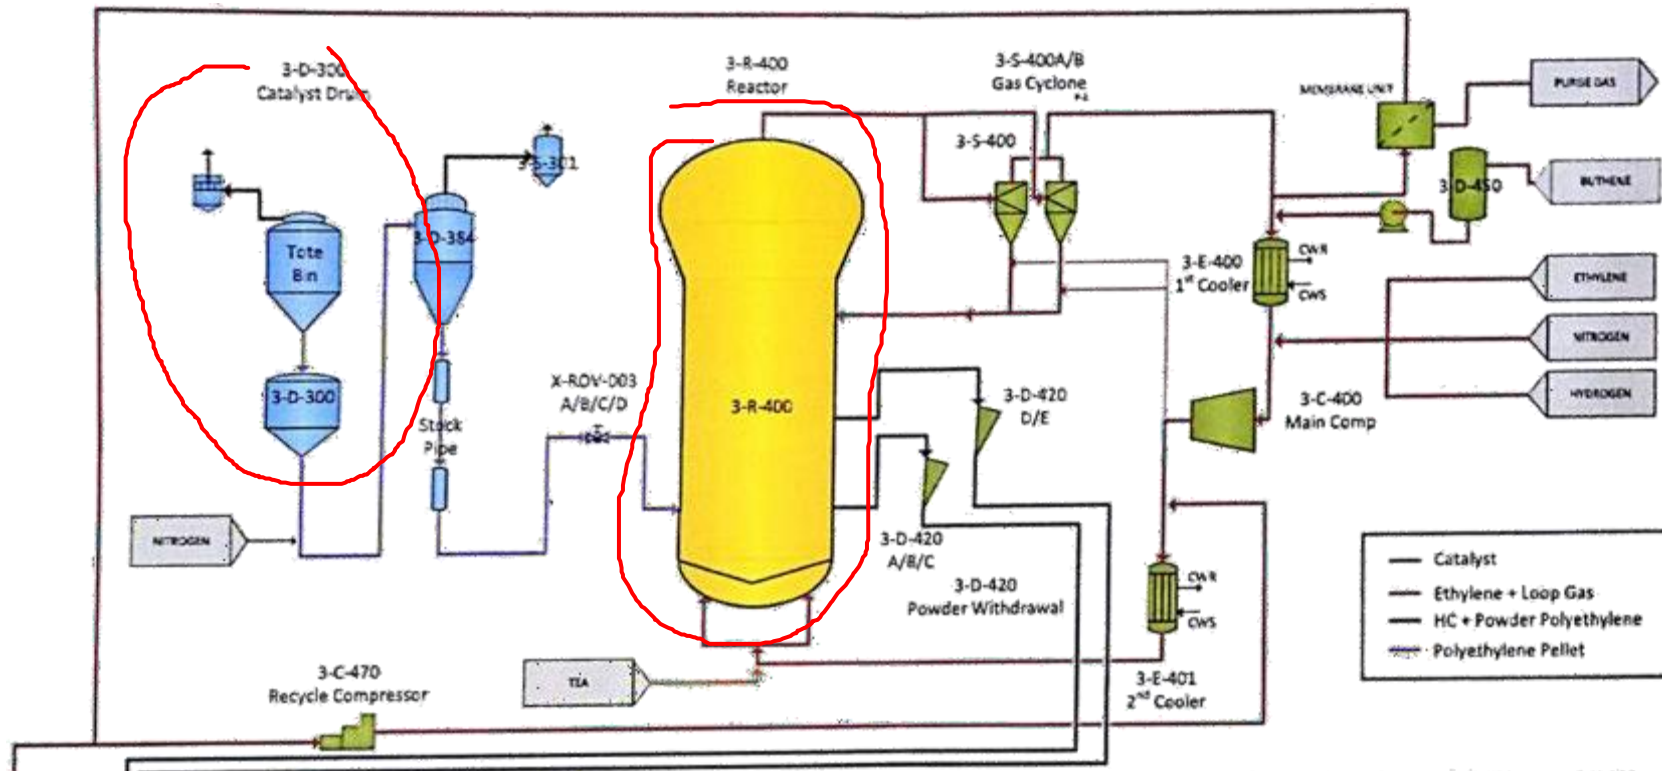 3-D-300
Catalyst Drum
3-R-400
Reactor
3-S-400A/B
Gas Cyclone
MEMBRANE UNIT
PURGE GAS
3-S-301
3-S-400
3-D-450
BUTHENE
3-D-384
Tote
Bin
CWR
3-E-400
1st Cooler
CWS
ETHYLENE
NITROGEN
HYDROGEN
3-D-300
X-ROV-003
A/B/C/D
3-R-400
3-D-420
D/E
3-C-400
Main Comp
Stock
Pipe
NITROGEN
3-D-420
A/B/C
3-D-420
Powder Withdrawal
CWR
CWS
Catalyst
Ethylene + Loop Gas
HC + Powder Polyethylene
Polyethylene Pellet
TEA
3-E-401
2nd Cooler
3-C-470
Recycle Compressor